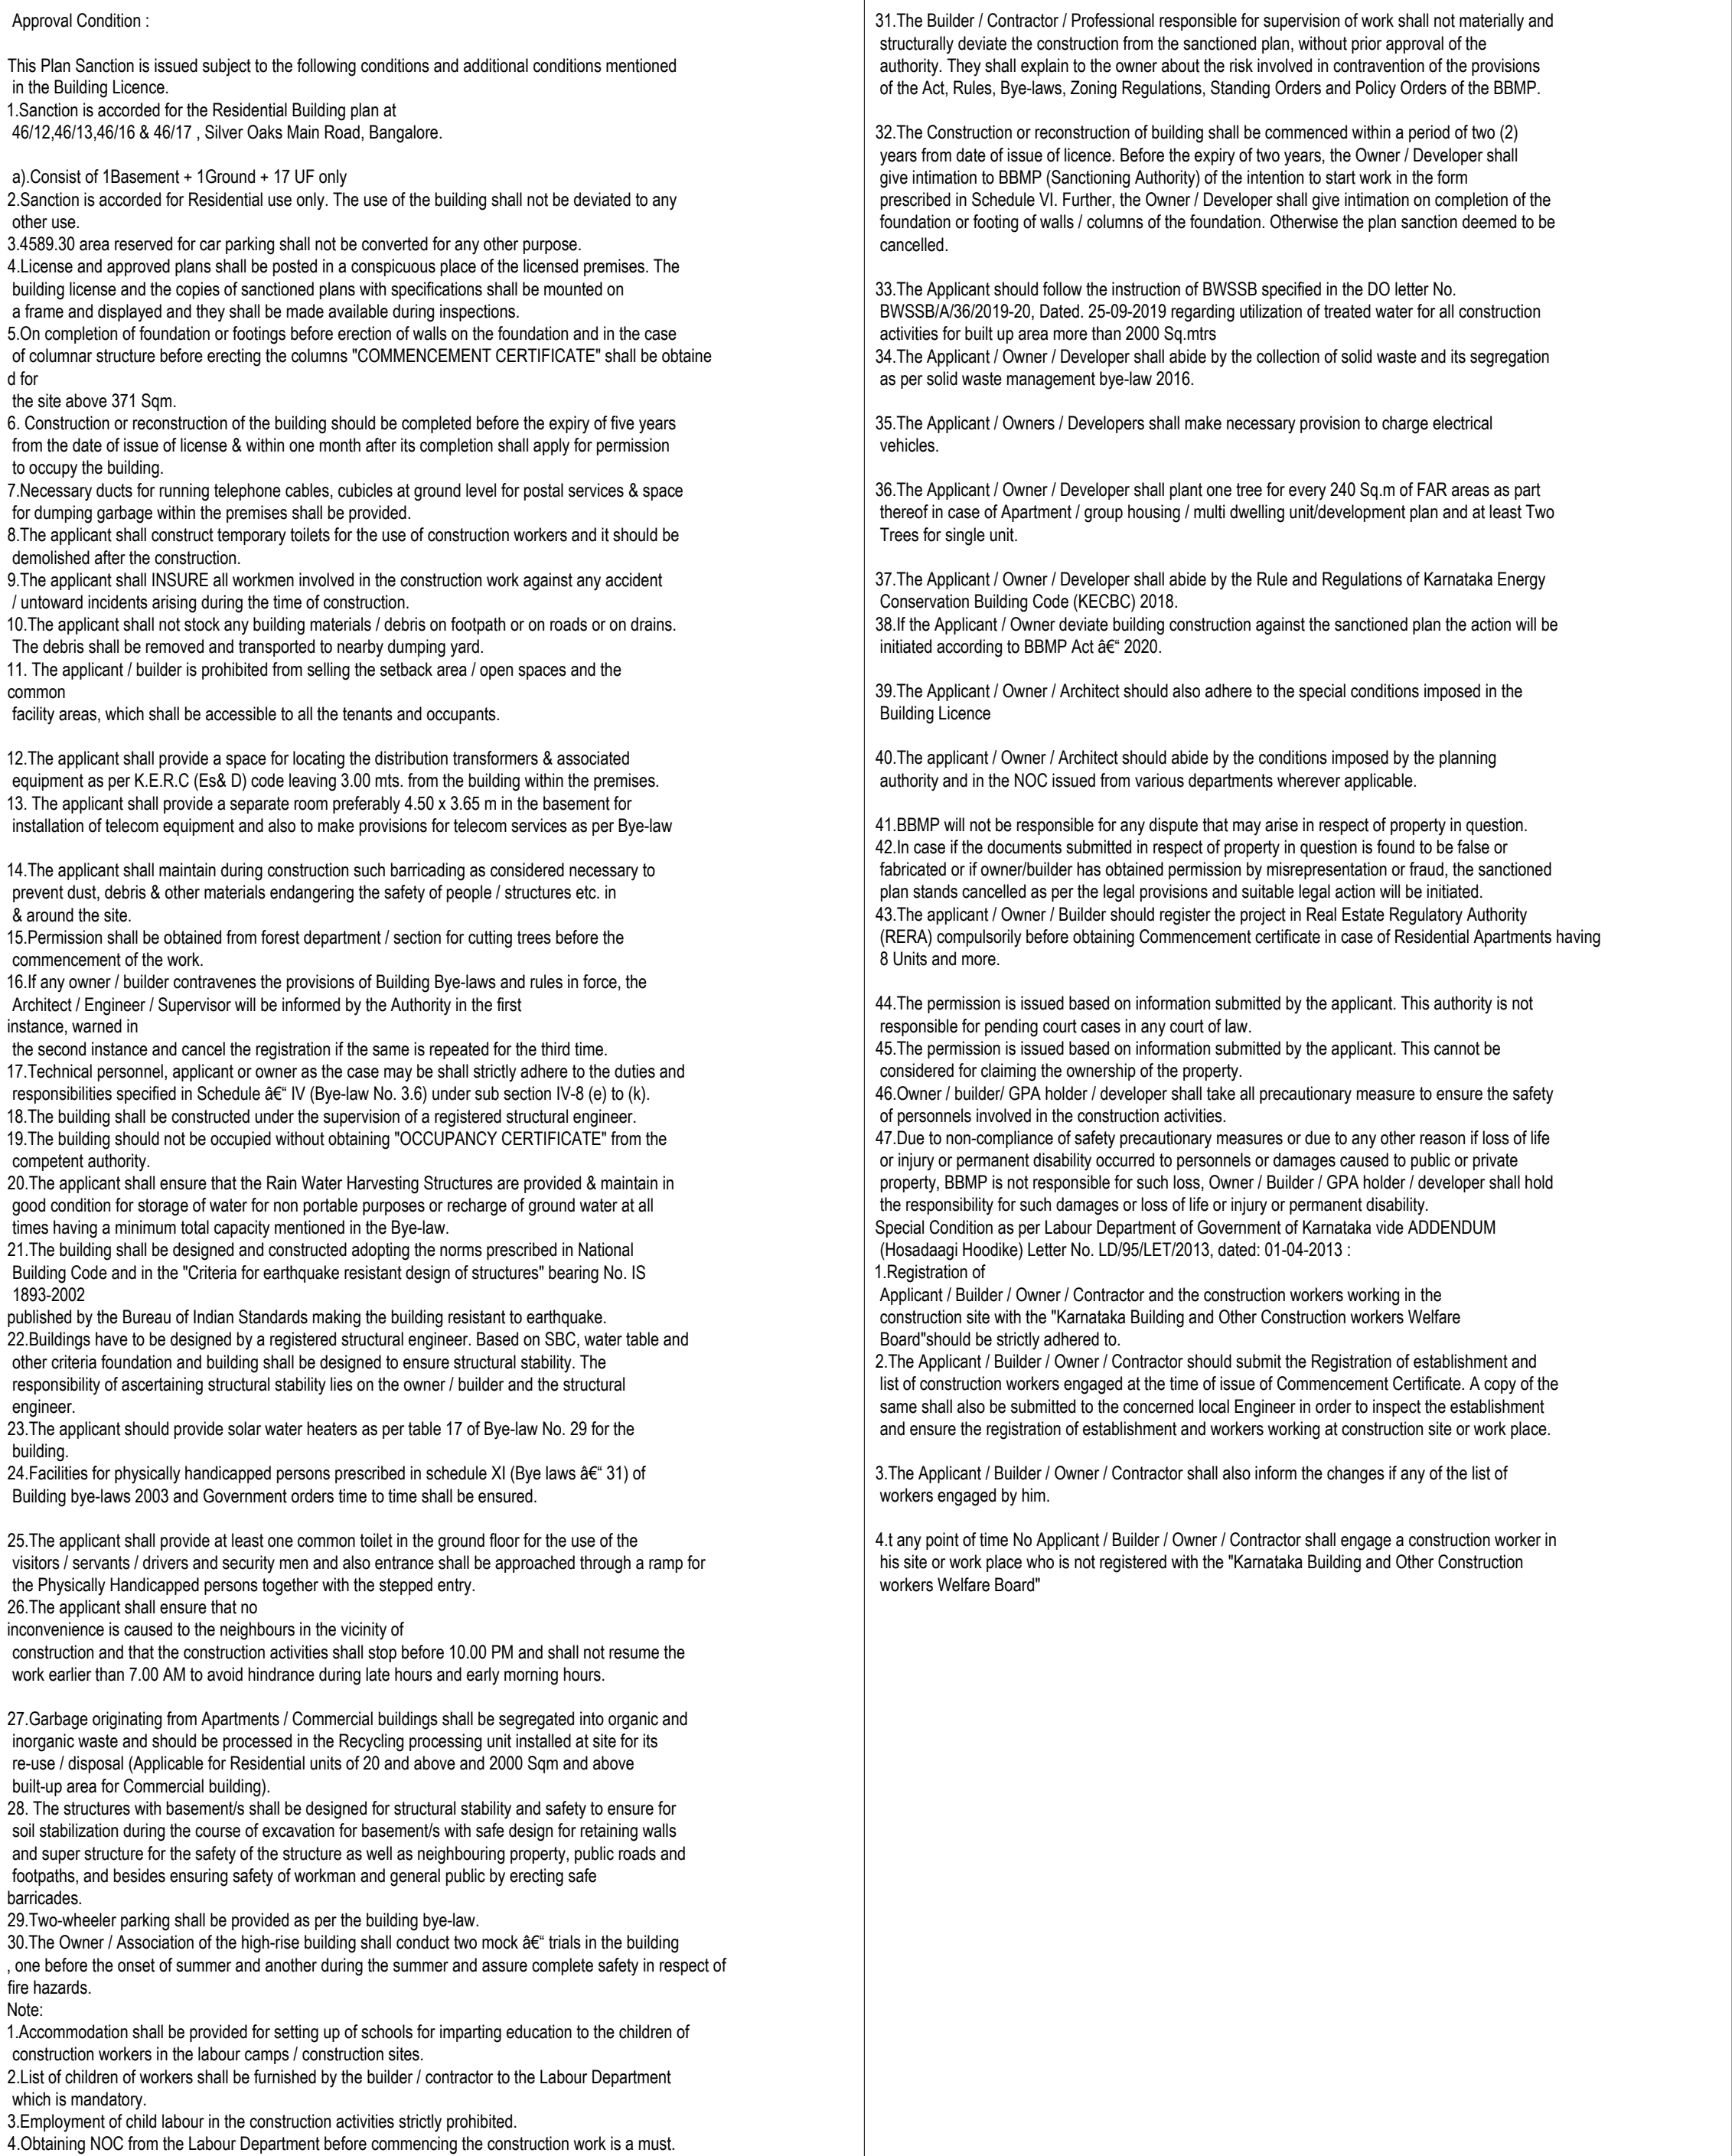 Approval Condition :
This Plan Sanction is issued subject to the following conditions and additional conditions mentioned
in the Building Licence.
1.Sanction is accorded for the Residential Building plan at
46/12,46/13,46/16 & 46/17 , Silver Oaks Main Road, Bangalore.
a).Consist of 1Basement + 1Ground + 17 UF only
2.Sanction is accorded for Residential use only. The use of the building shall not be deviated to any
other use.
3.4589.30 area reserved for car parking shall not be converted for any other purpose.
4.License and approved plans shall be posted in a conspicuous place of the licensed premises. The
building license and the copies of sanctioned plans with specifications shall be mounted on
a frame and displayed and they shall be made available during inspections.
5.On completion of foundation or footings before erection of walls on the foundation and in the case
of columnar structure before erecting the columns "COMMENCEMENT CERTIFICATE" shall be obtaine
d for
the site above 371 Sqm.
6. Construction or reconstruction of the building should be completed before the expiry of five years
from the date of issue of license & within one month after its completion shall apply for permission
to occupy the building.
7.Necessary ducts for running telephone cables, cubicles at ground level for postal services & space
for dumping garbage within the premises shall be provided.
8.The applicant shall construct temporary toilets for the use of construction workers and it should be
demolished after the construction.
9.The applicant shall INSURE all workmen involved in the construction work against any accident
/ untoward incidents arising during the time of construction.
10.The applicant shall not stock any building materials / debris on footpath or on roads or on drains.
The debris shall be removed and transported to nearby dumping yard.
11. The applicant / builder is prohibited from selling the setback area / open spaces and the
common
facility areas, which shall be accessible to all the tenants and occupants.
12.The applicant shall provide a space for locating the distribution transformers & associated
equipment as per K.E.R.C (Es& D) code leaving 3.00 mts. from the building within the premises.
13. The applicant shall provide a separate room preferably 4.50 x 3.65 m in the basement for
installation of telecom equipment and also to make provisions for telecom services as per Bye-law
14.The applicant shall maintain during construction such barricading as considered necessary to
prevent dust, debris & other materials endangering the safety of people / structures etc. in
& around the site.
15.Permission shall be obtained from forest department / section for cutting trees before the
commencement of the work.
16.If any owner / builder contravenes the provisions of Building Bye-laws and rules in force, the
Architect / Engineer / Supervisor will be informed by the Authority in the first
instance, warned in
the second instance and cancel the registration if the same is repeated for the third time.
17.Technical personnel, applicant or owner as the case may be shall strictly adhere to the duties and
responsibilities specified in Schedule â€“ IV (Bye-law No. 3.6) under sub section IV-8 (e) to (k).
18.The building shall be constructed under the supervision of a registered structural engineer.
19.The building should not be occupied without obtaining "OCCUPANCY CERTIFICATE" from the
competent authority.
20.The applicant shall ensure that the Rain Water Harvesting Structures are provided & maintain in
good condition for storage of water for non portable purposes or recharge of ground water at all
times having a minimum total capacity mentioned in the Bye-law.
21.The building shall be designed and constructed adopting the norms prescribed in National
Building Code and in the "Criteria for earthquake resistant design of structures" bearing No. IS
1893-2002
published by the Bureau of Indian Standards making the building resistant to earthquake.
22.Buildings have to be designed by a registered structural engineer. Based on SBC, water table and
other criteria foundation and building shall be designed to ensure structural stability. The
responsibility of ascertaining structural stability lies on the owner / builder and the structural
engineer.
23.The applicant should provide solar water heaters as per table 17 of Bye-law No. 29 for the
building.
24.Facilities for physically handicapped persons prescribed in schedule XI (Bye laws â€“ 31) of
Building bye-laws 2003 and Government orders time to time shall be ensured.
25.The applicant shall provide at least one common toilet in the ground floor for the use of the
visitors / servants / drivers and security men and also entrance shall be approached through a ramp for
the Physically Handicapped persons together with the stepped entry.
26.The applicant shall ensure that no
inconvenience is caused to the neighbours in the vicinity of
construction and that the construction activities shall stop before 10.00 PM and shall not resume the
work earlier than 7.00 AM to avoid hindrance during late hours and early morning hours.
27.Garbage originating from Apartments / Commercial buildings shall be segregated into organic and
inorganic waste and should be processed in the Recycling processing unit installed at site for its
re-use / disposal (Applicable for Residential units of 20 and above and 2000 Sqm and above
built-up area for Commercial building).
28. The structures with basement/s shall be designed for structural stability and safety to ensure for
soil stabilization during the course of excavation for basement/s with safe design for retaining walls
and super structure for the safety of the structure as well as neighbouring property, public roads and
footpaths, and besides ensuring safety of workman and general public by erecting safe
barricades.
29.Two-wheeler parking shall be provided as per the building bye-law.
30.The Owner / Association of the high-rise building shall conduct two mock â€“ trials in the building
, one before the onset of summer and another during the summer and assure complete safety in respect of
fire hazards.
Note:
1.Accommodation shall be provided for setting up of schools for imparting education to the children of
construction workers in the labour camps / construction sites.
2.List of children of workers shall be furnished by the builder / contractor to the Labour Department
which is mandatory.
3.Employment of child labour in the construction activities strictly prohibited.
4.Obtaining NOC from the Labour Department before commencing the construction work is a must.
31.The Builder / Contractor / Professional responsible for supervision of work shall not materially and
structurally deviate the construction from the sanctioned plan, without prior approval of the
authority. They shall explain to the owner about the risk involved in contravention of the provisions
of the Act, Rules, Bye-laws, Zoning Regulations, Standing Orders and Policy Orders of the BBMP.
32.The Construction or reconstruction of building shall be commenced within a period of two (2)
years from date of issue of licence. Before the expiry of two years, the Owner / Developer shall
give intimation to BBMP (Sanctioning Authority) of the intention to start work in the form
prescribed in Schedule VI. Further, the Owner / Developer shall give intimation on completion of the
foundation or footing of walls / columns of the foundation. Otherwise the plan sanction deemed to be
cancelled.
33.The Applicant should follow the instruction of BWSSB specified in the DO letter No.
BWSSB/A/36/2019-20, Dated. 25-09-2019 regarding utilization of treated water for all construction
activities for built up area more than 2000 Sq.mtrs
34.The Applicant / Owner / Developer shall abide by the collection of solid waste and its segregation
as per solid waste management bye-law 2016.
35.The Applicant / Owners / Developers shall make necessary provision to charge electrical
vehicles.
36.The Applicant / Owner / Developer shall plant one tree for every 240 Sq.m of FAR areas as part
thereof in case of Apartment / group housing / multi dwelling unit/development plan and at least Two
Trees for single unit.
37.The Applicant / Owner / Developer shall abide by the Rule and Regulations of Karnataka Energy
Conservation Building Code (KECBC) 2018.
38.If the Applicant / Owner deviate building construction against the sanctioned plan the action will be
initiated according to BBMP Act â€“ 2020.
39.The Applicant / Owner / Architect should also adhere to the special conditions imposed in the
Building Licence
40.The applicant / Owner / Architect should abide by the conditions imposed by the planning
authority and in the NOC issued from various departments wherever applicable.
41.BBMP will not be responsible for any dispute that may arise in respect of property in question.
42.In case if the documents submitted in respect of property in question is found to be false or
fabricated or if owner/builder has obtained permission by misrepresentation or fraud, the sanctioned
plan stands cancelled as per the legal provisions and suitable legal action will be initiated.
43.The applicant / Owner / Builder should register the project in Real Estate Regulatory Authority
(RERA) compulsorily before obtaining Commencement certificate in case of Residential Apartments having
8 Units and more.
44.The permission is issued based on information submitted by the applicant. This authority is not
responsible for pending court cases in any court of law.
45.The permission is issued based on information submitted by the applicant. This cannot be
considered for claiming the ownership of the property.
46.Owner / builder/ GPA holder / developer shall take all precautionary measure to ensure the safety
of personnels involved in the construction activities.
47.Due to non-compliance of safety precautionary measures or due to any other reason if loss of life
or injury or permanent disability occurred to personnels or damages caused to public or private
property, BBMP is not responsible for such loss, Owner / Builder / GPA holder / developer shall hold
the responsibility for such damages or loss of life or injury or permanent disability.
Special Condition as per Labour Department of Government of Karnataka vide ADDENDUM
(Hosadaagi Hoodike) Letter No. LD/95/LET/2013, dated: 01-04-2013 :
1.Registration of
Applicant / Builder / Owner / Contractor and the construction workers working in the
construction site with the "Karnataka Building and Other Construction workers Welfare
Board"should be strictly adhered to.
2.The Applicant / Builder / Owner / Contractor should submit the Registration of establishment and
list of construction workers engaged at the time of issue of Commencement Certificate. A copy of the
same shall also be submitted to the concerned local Engineer in order to inspect the establishment
and ensure the registration of establishment and workers working at construction site or work place.
3.The Applicant / Builder / Owner / Contractor shall also inform the changes if any of the list of
workers engaged by him.
4.t any point of time No Applicant / Builder / Owner / Contractor shall engage a construction worker in
his site or work place who is not registered with the "Karnataka Building and Other Construction
workers Welfare Board"